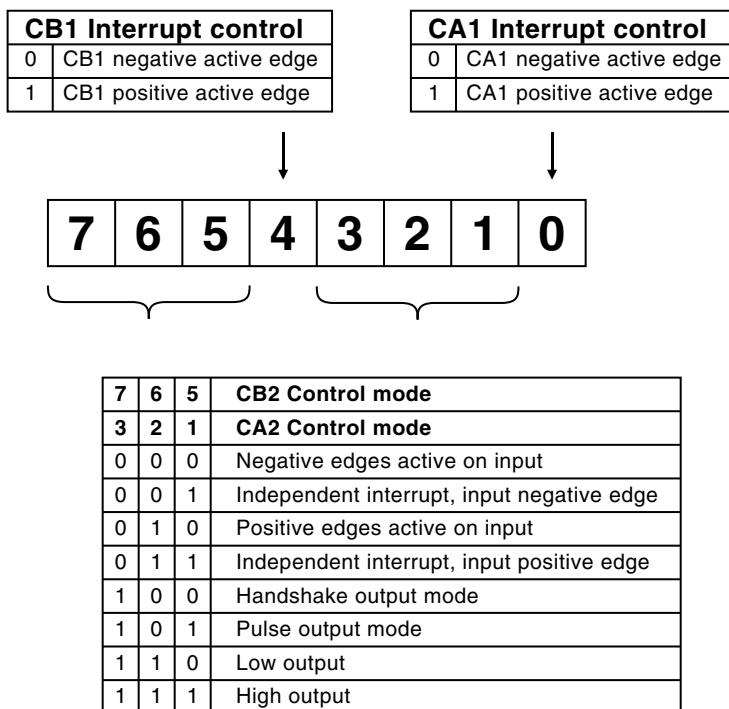 CB1 Interrupt control
0 CB1 negative active edge
1 CB1 positive active edge
CA1 Interrupt control
0 CA1 negative active edge
1 CA1 positive active edge
7 6 5 4 3 2 1 0
7 6 5 CB2 Control mode
3 2 1 CA2 Control mode
0 0 0 Negative edges active on input
0 0 1 Independent interrupt, input negative edge
0 1 0 Positive edges active on input
0 1 1 Independent interrupt, input positive edge
1 0 0 Handshake output mode
1 0 1 Pulse output mode
1 1 0 Low output
1 1 1 High output